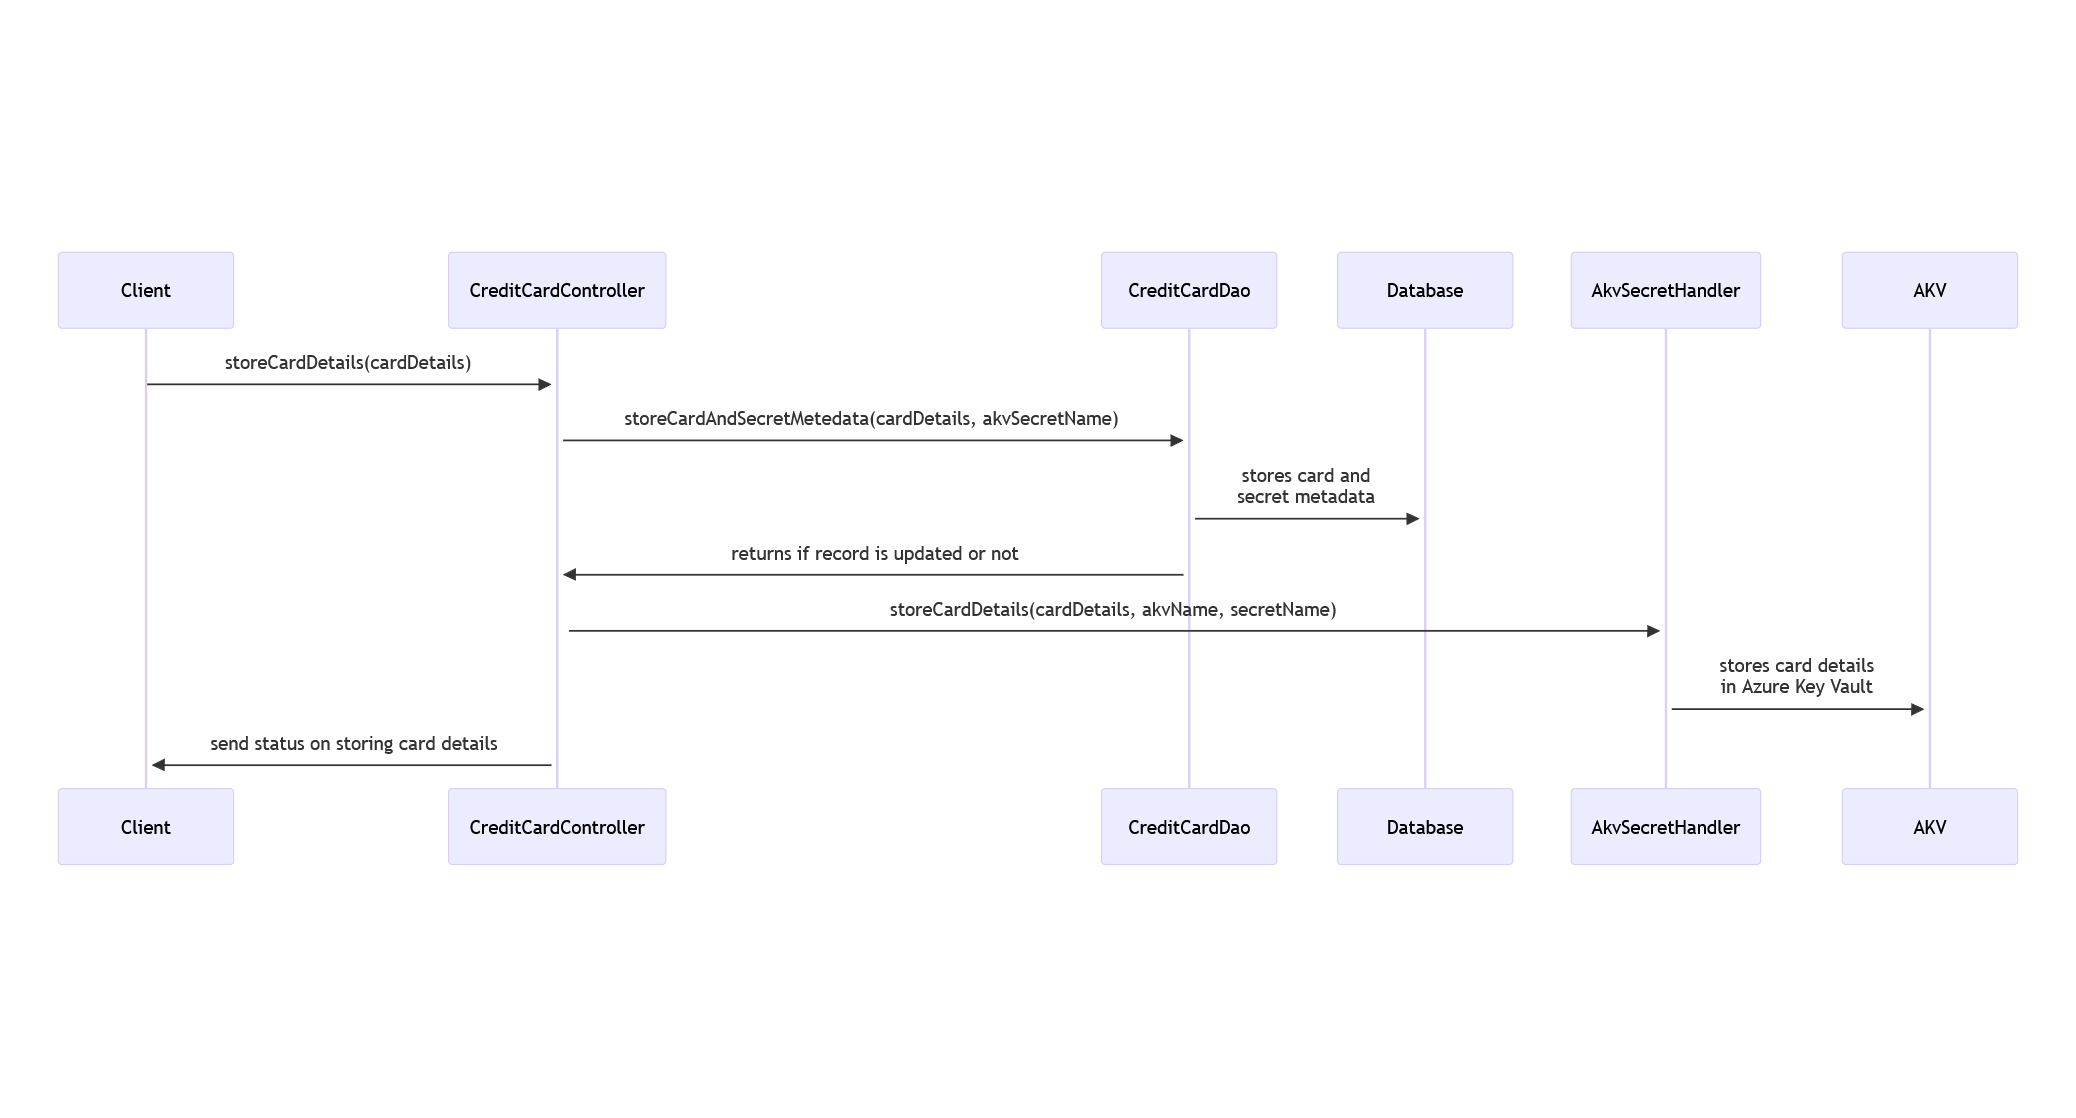 Client
CreditCardController
CreditCardDao
Database
AkvSecretHandler
AKV
storeCardDetails(cardDetails)
storeCardAndSecretMetedata(cardDetails, akvSecretName)
stores card and
secret metadata
returns if record is updated or not
storeCardDetails(cardDetails, akvName, secretName)
stores card details
in Azure Key Vault
send status on storing card details
Client
CreditCardController
CreditCardDao
Database
AkvSecretHandler
AKV